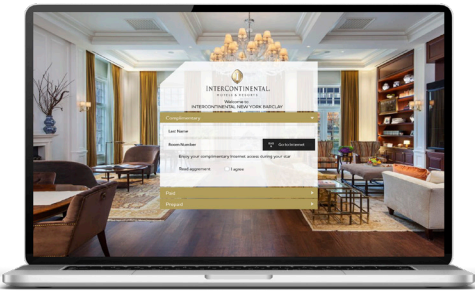 INTERCONTINENTAL
HOTELS & RESORTS
Welcome to
INTERCONTINENTAL NEW YORK BARCLAY
Complimentary
Last Name
Room Number
Go to Internet
Enjoy your complimentary Internet access during your stay
Read agreement
I agree
Paid
Prepaid